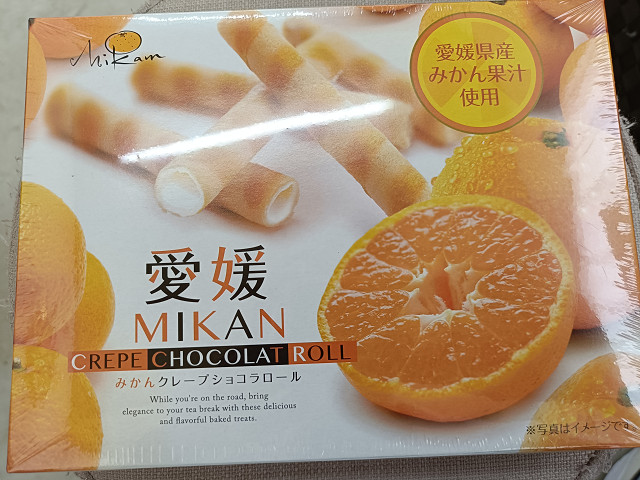 Mikan
愛媛県産
みかん果汁
使用
愛媛
MIKAN
CREPE CHOCOLAT ROLL
みかんクレープショコラロール
While you're on the road, bring
elegance to your tea break with these delicious
and flavorful baked treats.
※写真はイメージです